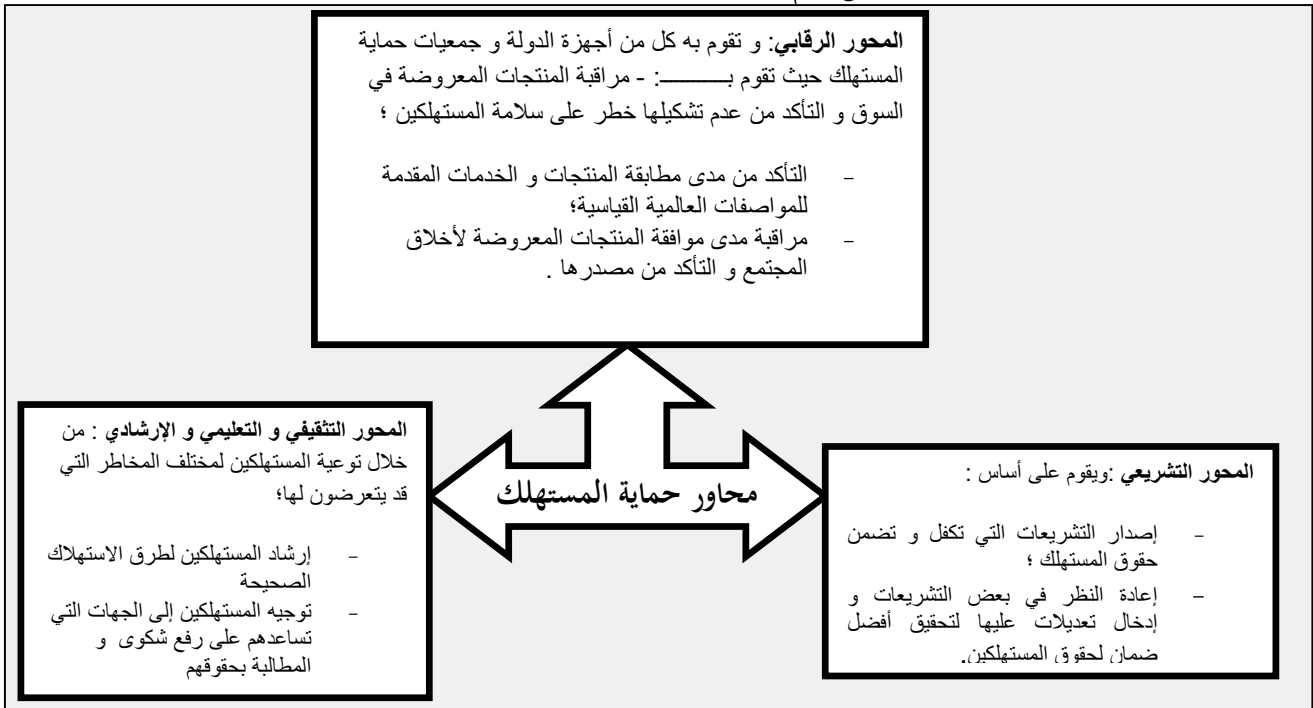 المحور الرقابي: و تقوم به كل من أجهزة الدولة و جمعيات حماية
المستهلك حيث تقوم بـــــــــــ: - مراقبة المنتجات المعروضة في
السوق و التأكد من عدم تشكيلها خطر على سلامة المستهلكين ؛
- التأكد من مدى مطابقة المنتجات و الخدمات المقدمة
للمواصفات العالمية القياسية؛
- مراقبة مدى موافقة المنتجات المعروضة لأخلاق
المجتمع و التأكد من مصدرها .
محاور حماية المستهلك
المحور التشريعي :ويقوم على أساس :
- إصدار التشريعات التي تكفل و تضمن
حقوق المستهلك ؛
- إعادة النظر في بعض التشريعات و
إدخال تعديلات عليها لتحقيق أفضل
ضمان لحقوق المستهلكين.
المحور التثقيفي و التعليمي و الإرشادي : من
خلال توعية المستهلكين لمختلف المخاطر التي
قد يتعرضون لها؛
- إرشاد المستهلكين لطرق الاستهلاك
الصحيحة
- توجيه المستهلكين إلى الجهات التي
تساعدهم على رفع شكوى و
المطالبة بحقوقهم